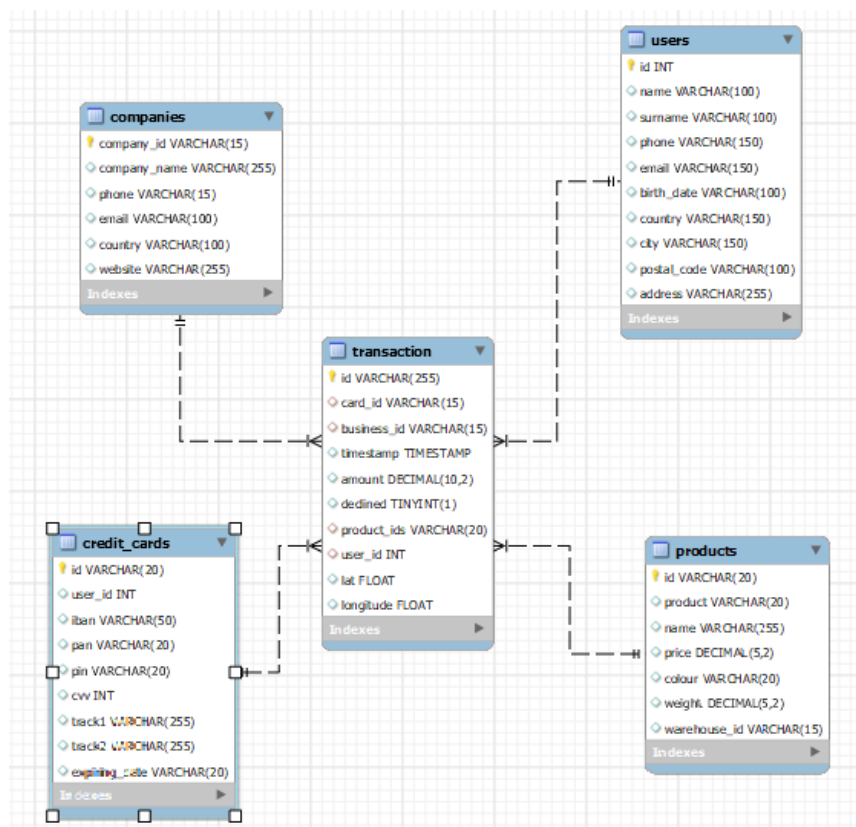 users
id INT
name VARCHAR(100)
surname VARCHAR(100)
phone VARCHAR(150)
email VARCHAR(150)
birth_date VARCHAR(100)
country VARCHAR(150)
city VARCHAR(150)
postal_code VARCHAR(100)
address VARCHAR(255)
Indexes
companies
company_id VARCHAR(15)
company_name VARCHAR(255)
phone VARCHAR(15)
email VARCHAR(100)
country VARCHAR(100)
website VARCHAR(255)
Indexes
transaction
id VARCHAR(255)
card_id VARCHAR(15)
business_id VARCHAR(15)
timestamp TIMESTAMP
amount DECIMAL(10,2)
declined TINYINT(1)
product_ids VARCHAR(20)
user_id INT
lat FLOAT
longitude FLOAT
Indexes
credit_cards
id VARCHAR(20)
user_id INT
iban VARCHAR(50)
pan VARCHAR(20)
pin VARCHAR(20)
cvv INT
track1 VARCHAR(255)
track2 VARCHAR(255)
expiring_date VARCHAR(20)
Indexes
products
id VARCHAR(20)
product VARCHAR(20)
name VARCHAR(255)
price DECIMAL(5,2)
colour VARCHAR(20)
weight DECIMAL(5,2)
warehouse_id VARCHAR(15)
Indexes